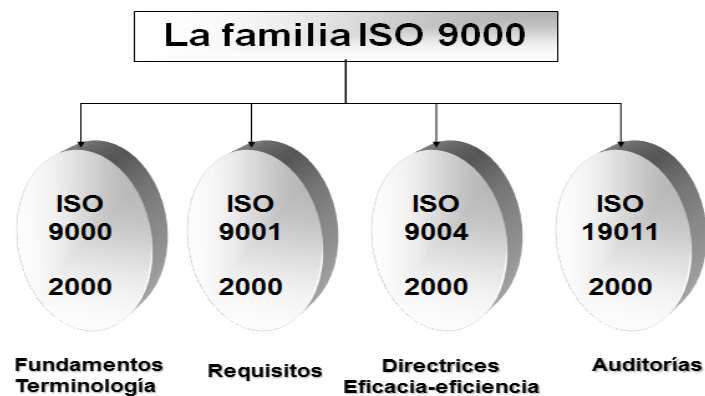 La familia ISO 9000
ISO
9000
2000
ISO
9001
2000
ISO
9004
2000
ISO
19011
2000
Fundamentos
Terminología
Requisitos
Directrices
Eficacia-eficiencia
Auditorías